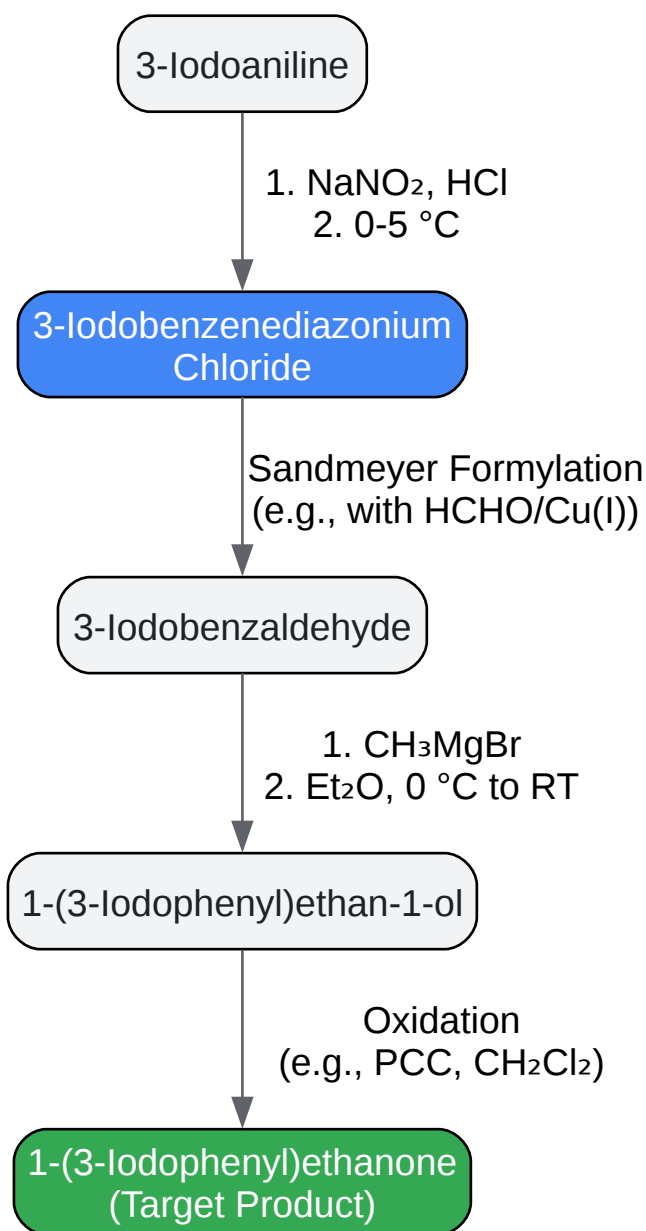 3-Iodoaniline
1. NaNO₂, HCl
2. 0-5 °C
3-Iodobenzenediazonium
Chloride
Sandmeyer Formylation
(e.g., with HCHO/Cu(I))
3-Iodobenzaldehyde
1. CH₃MgBr
2. Et₂O, 0 °C to RT
1-(3-Iodophenyl)ethan-1-ol
Oxidation
(e.g., PCC, CH₂Cl₂)
1-(3-Iodophenyl)ethanone
(Target Product)